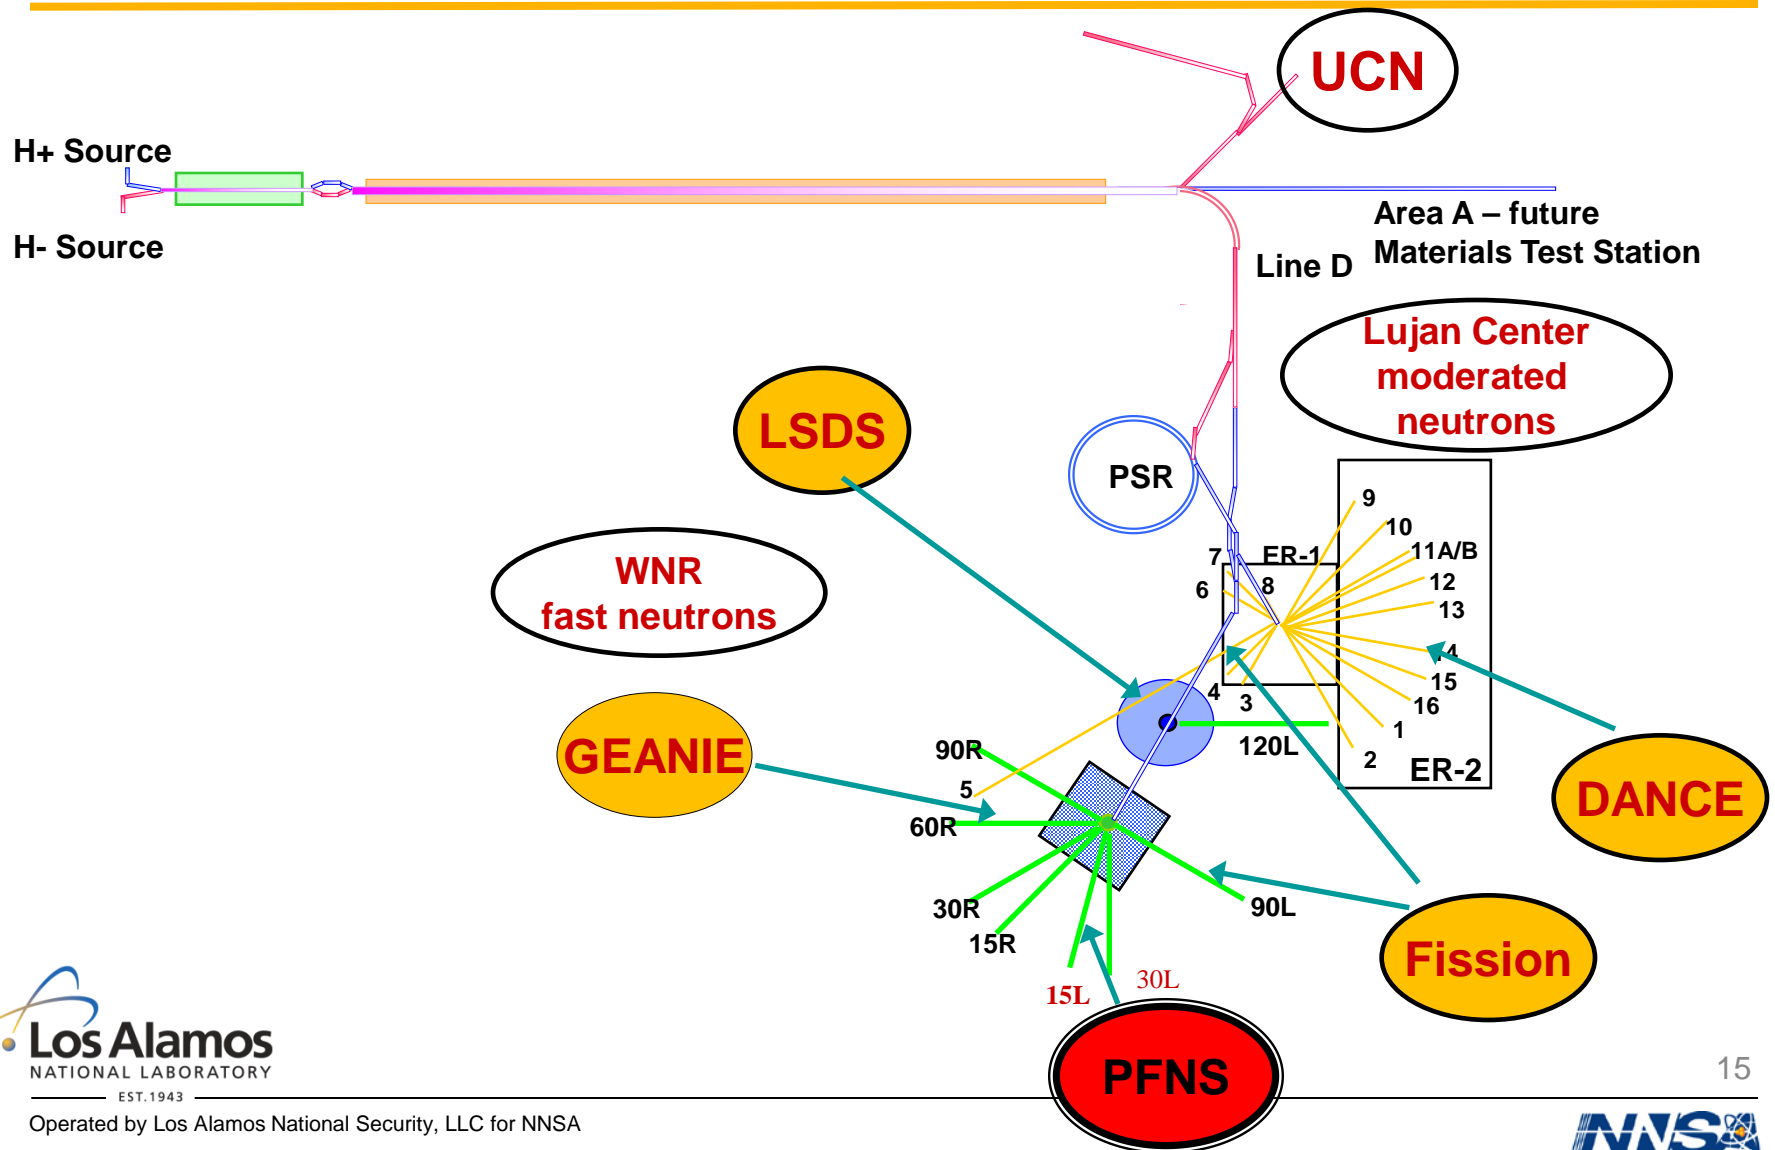 UCN
H+ Source
H- Source
Area A – future
Materials Test Station
Line D
Lujan Center
moderated
neutrons
LSDS
PSR
WNR
fast neutrons
9
10
11A/B
12
13
14
15
16
1
2
ER-2
7
ER-1
6
8
4
3
120L
GEANIE
90R
5
60R
30R
15R
15L
30L
90L
DANCE
Fission
PFNS
Los Alamos
NATIONAL LABORATORY
EST.1943
Operated by Los Alamos National Security, LLC for NNSA
15
NNSA